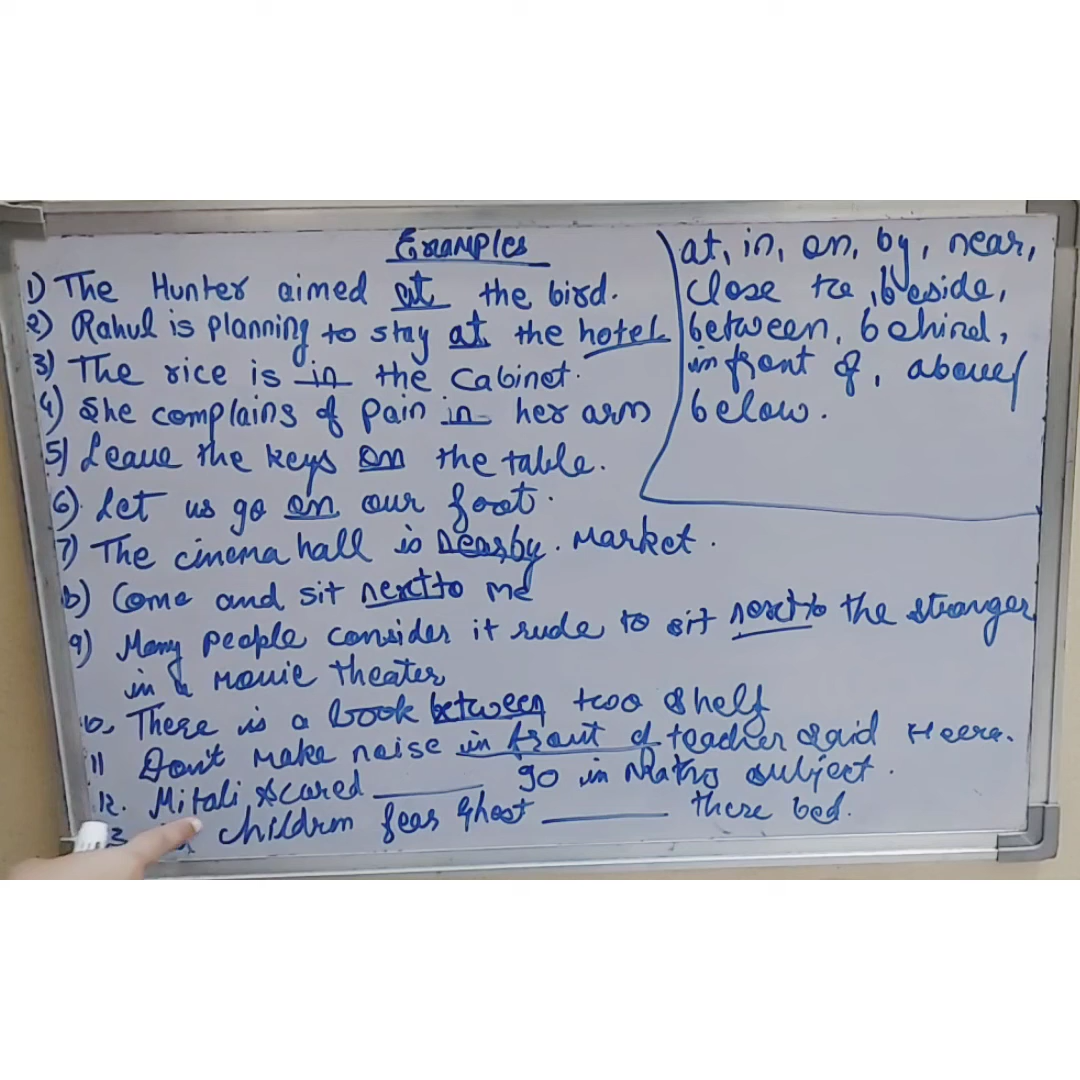 Examples
1) The Hunter aimed at the bird.
2) Rahul is planning to stay at the hotel
3) The rice is in the cabinet.
4) She complains of pain in her arm
5) Leave the keys on the table.
6). Let us go on our foot.
7) The cinema hall is nearby. Market.
8) Come and sit next to me
9) Many people consider it rude to sit next to the stranger
in a movie theater
10, There is a book between two shelf
11 Don't make noise in front of teacher said Heera.
12. Mitali scared ____ 90 in Maths subject.
13 children fear Ghost ____ there bed.
at, in, on, by, near,
close to, beside,
between, behind,
in front of, above/
below.